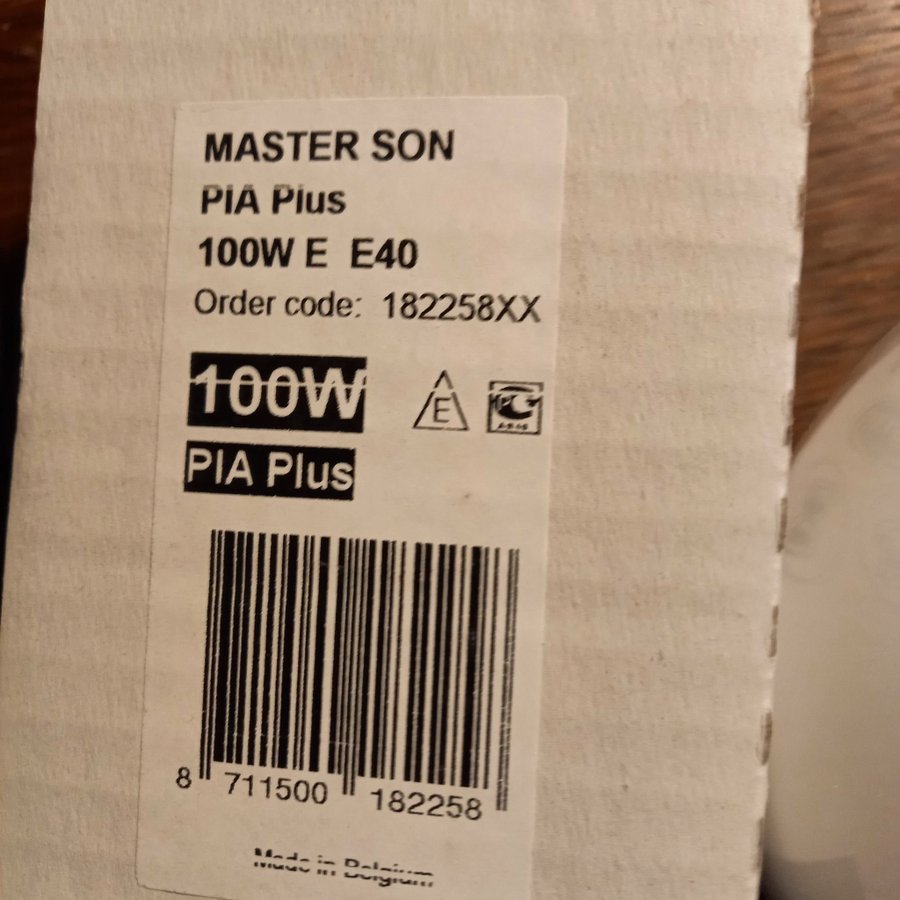 MASTER SON
PIA Plus
100W E E40
Order code: 182258XX
100W
E
PIA Plus
8 711500 182258
Made in Belgium